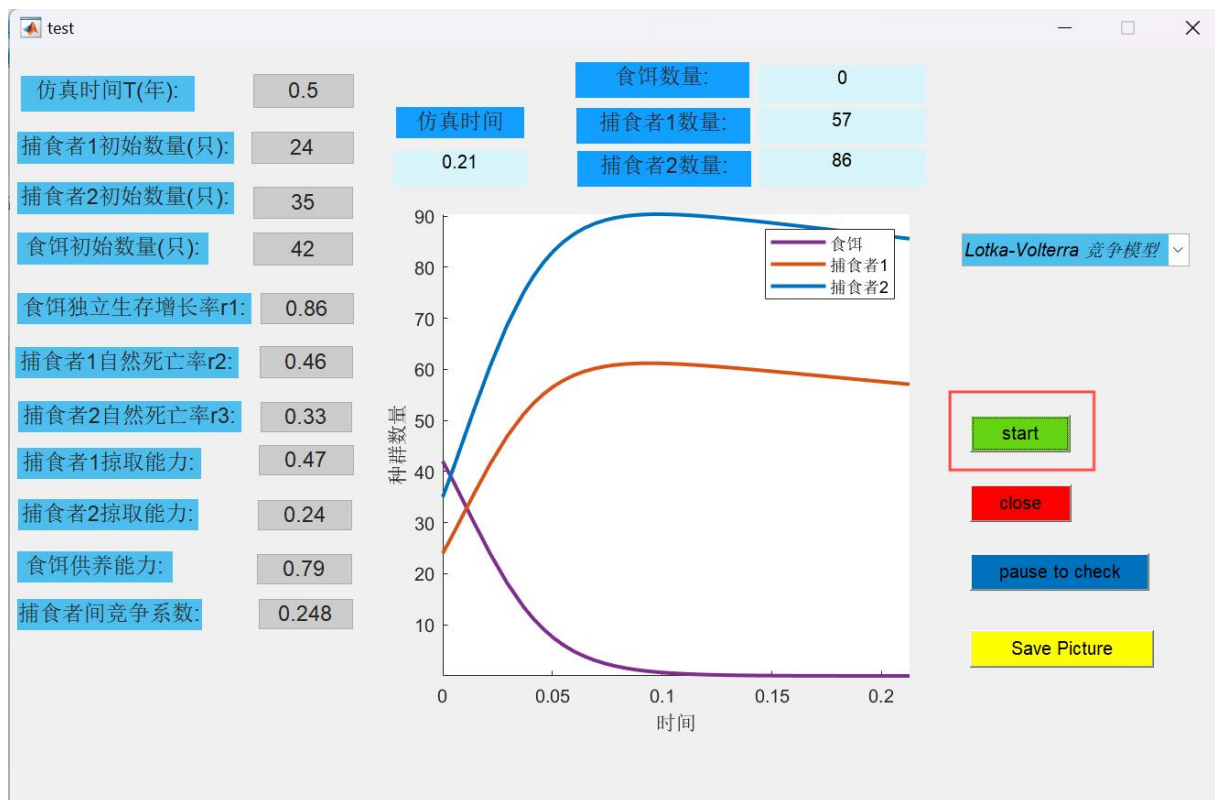 test
仿真时间T(年): 0.5
捕食者1初始数量(只): 24
捕食者2初始数量(只): 35
食饵初始数量(只): 42
食饵独立生存增长率r1: 0.86
捕食者1自然死亡率r2: 0.46
捕食者2自然死亡率r3: 0.33
捕食者1掠取能力: 0.47
捕食者2掠取能力: 0.24
食饵供养能力: 0.79
捕食者间竞争系数: 0.248
仿真时间
0.21
食饵数量: 0
捕食者1数量: 57
捕食者2数量: 86
90
80
70
60
50
40
30
20
10
种群数量
食饵
捕食者1
捕食者2
0 0.05 0.1 0.15 0.2
时间
Lotka-Volterra 竞争模型
start
close
pause to check
Save Picture